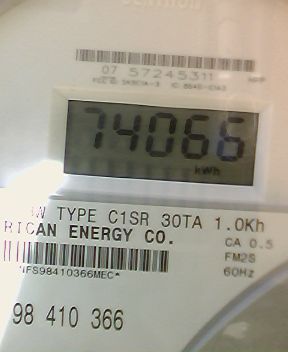 07 57245311
74066
kWh
TYPE C1SR 30TA 1.0Kh
RICAN ENERGY CO.
CA 0.5
FM2S
NFS98410366MEC*
60Hz
98 410 366